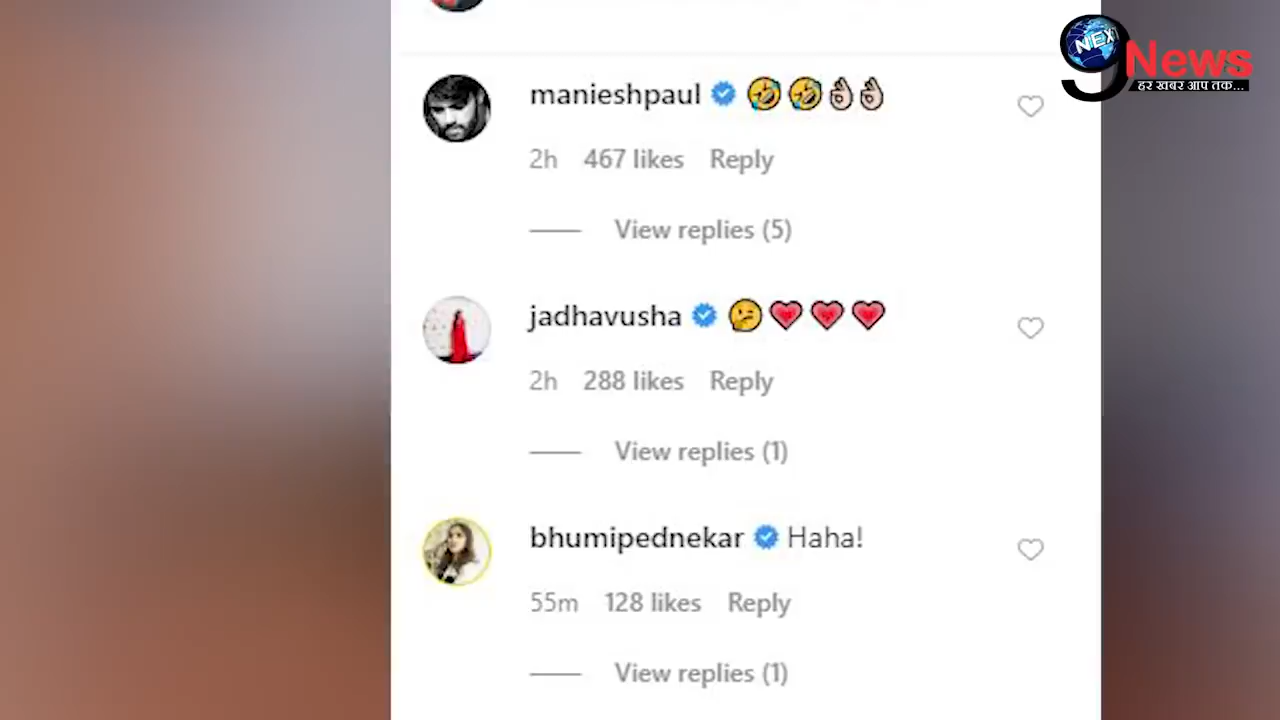 NEXT
9 News
हर खबर आप तक...
manieshpaul 🤣🤣👌🏻👌🏻
2h 467 likes Reply
View replies (5)
jadhavusha 🤔💗💗💗
2h 288 likes Reply
View replies (1)
bhumipednekar Haha!
55m 128 likes Reply
View replies (1)